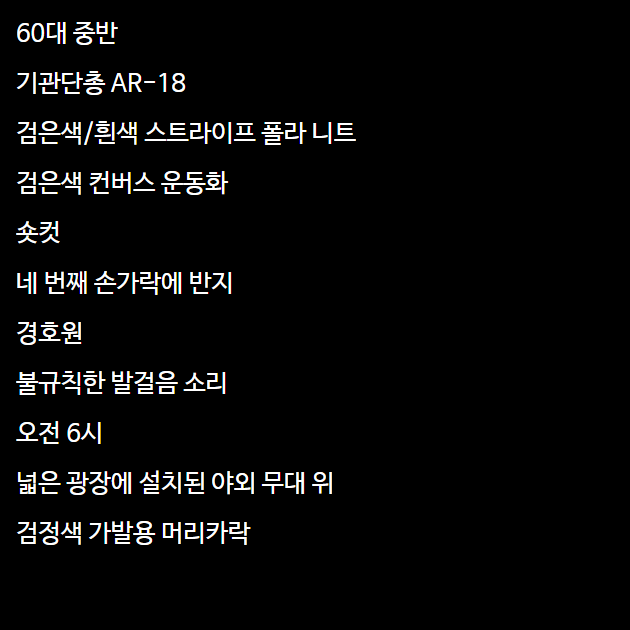 60대 중반
기관단총 AR-18
검은색/흰색 스트라이프 폴라 니트
검은색 컨버스 운동화
숏컷
네 번째 손가락에 반지
경호원
불규칙한 발걸음 소리
오전 6시
넓은 광장에 설치된 야외 무대 위
검정색 가발용 머리카락